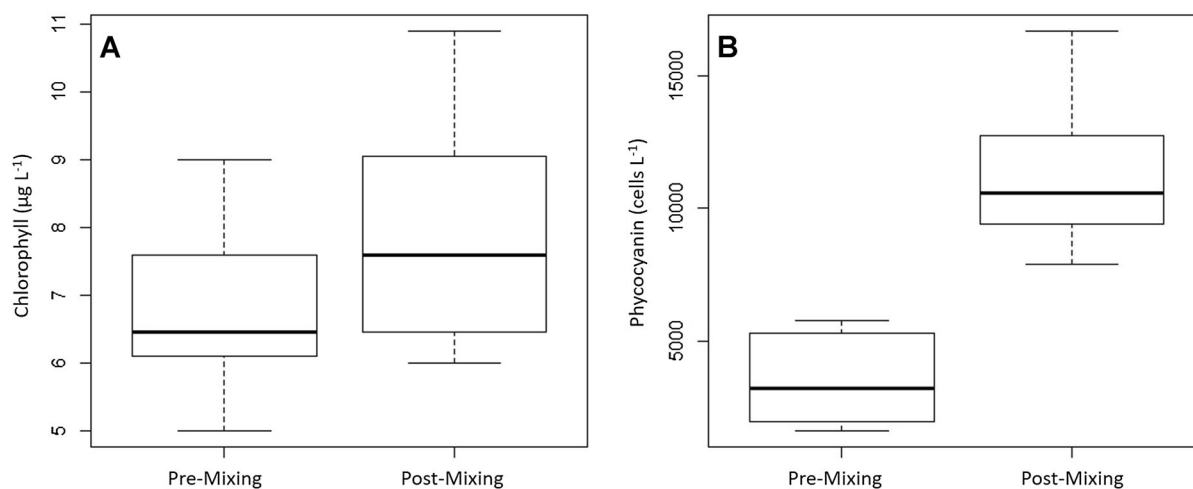 A
Chlorophyll (µg L-1)
11
10
9
8
7
6
5
Pre-Mixing
Post-Mixing
B
Phycocyanin (cells L-1)
15000
10000
5000
Pre-Mixing
Post-Mixing